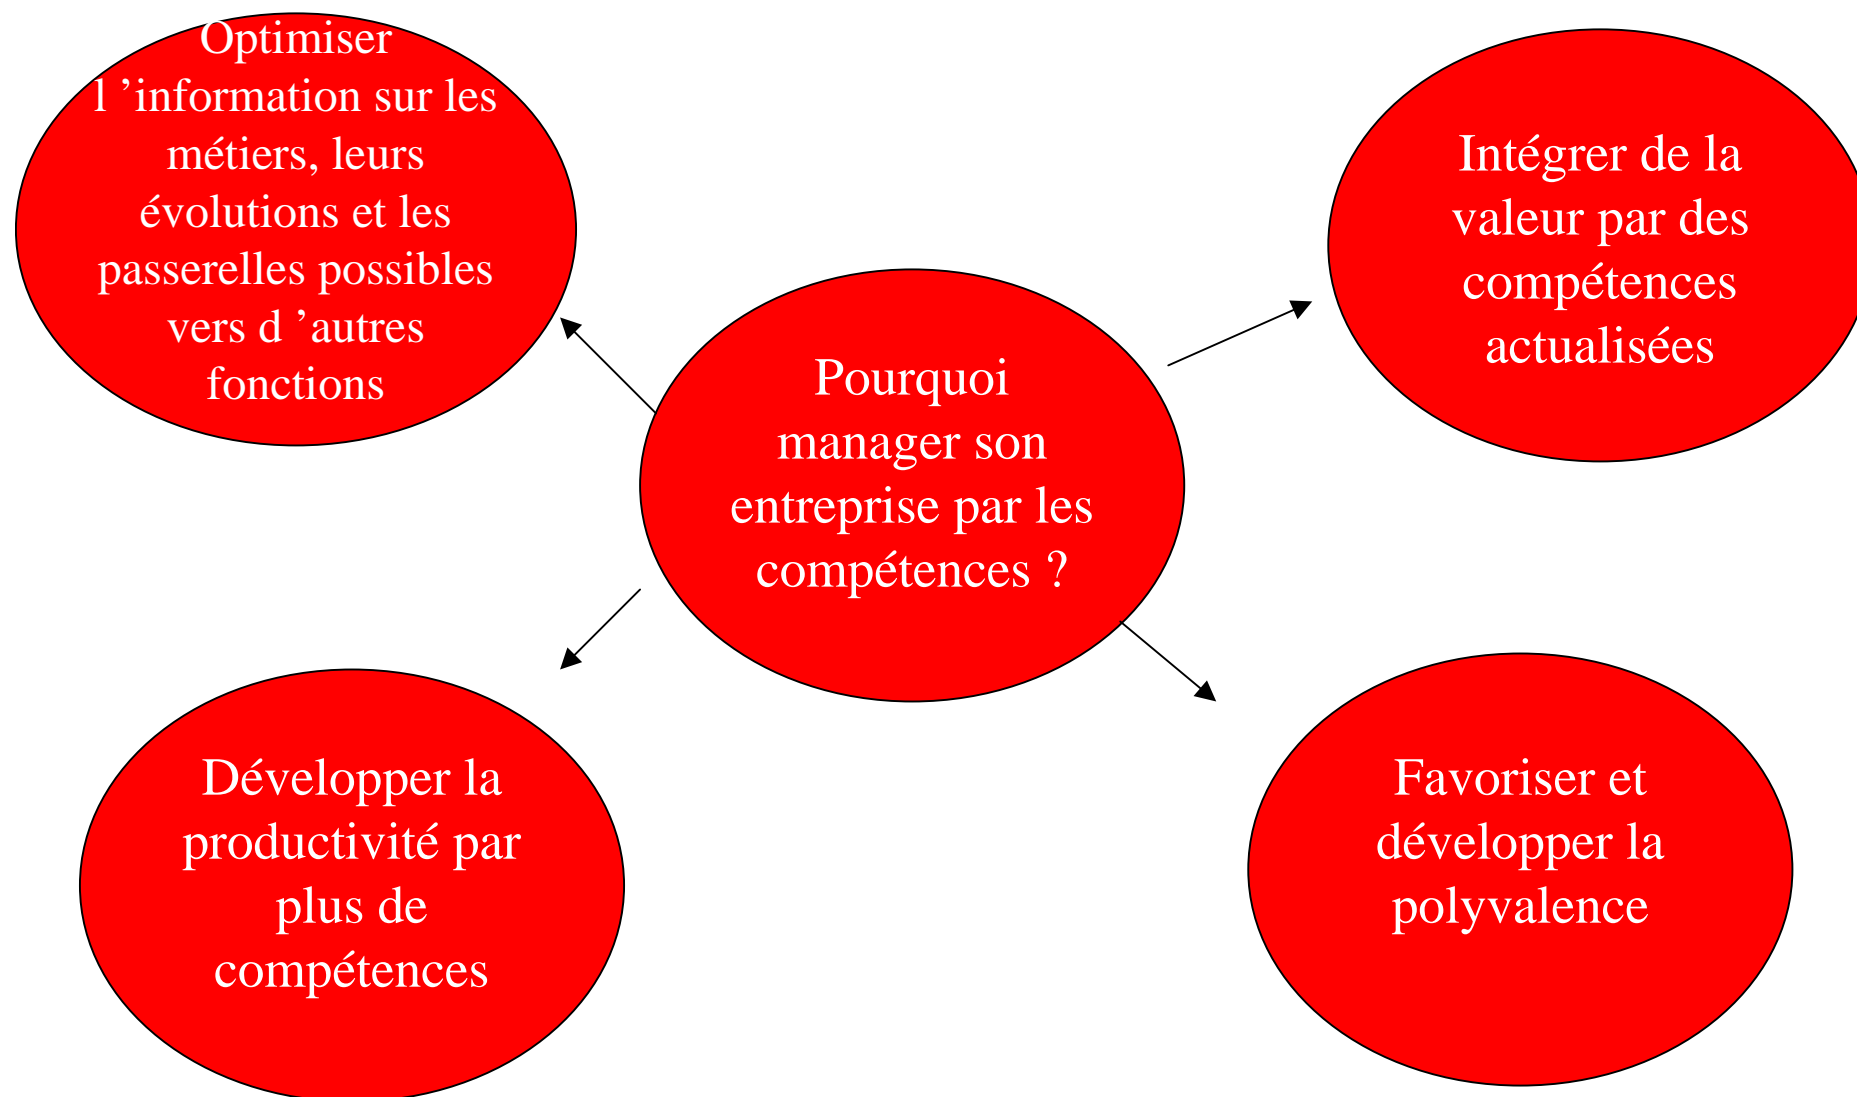 Optimiser
l ’information sur les
métiers, leurs
évolutions et les
passerelles possibles
vers d ’autres
fonctions
Intégrer de la
valeur par des
compétences
actualisées
Pourquoi
manager son
entreprise par les
compétences ?
Développer la
productivité par
plus de
compétences
Favoriser et
développer la
polyvalence